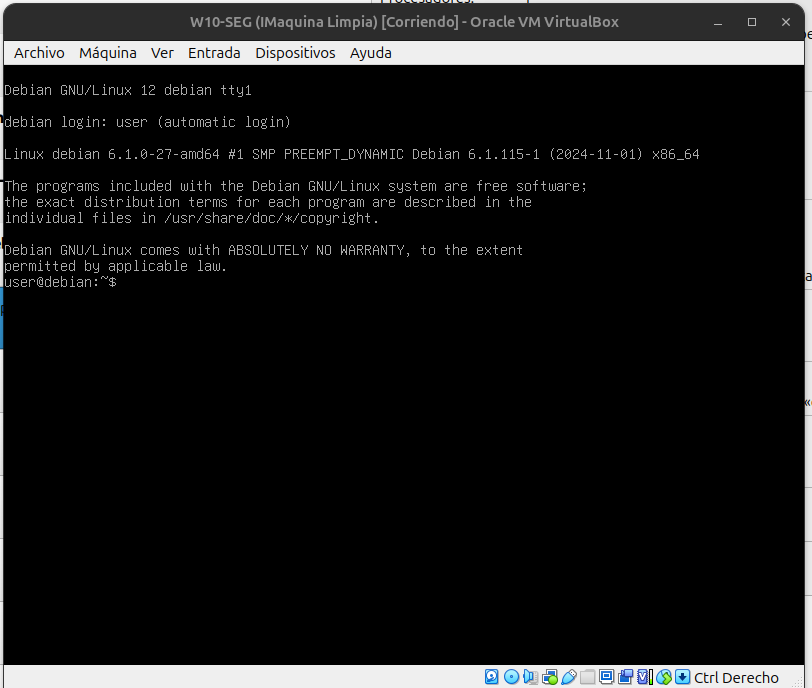 Procesadores:
W10-SEG (IMaquina Limpia) [Corriendo] - Oracle VM VirtualBox
Archivo Máquina Ver Entrada Dispositivos Ayuda
Debian GNU/Linux 12 debian tty1
debian login: user (automatic login)
Linux debian 6.1.0-27-amd64 #1 SMP PREEMPT_DYNAMIC Debian 6.1.115-1 (2024-11-01) x86_64
The programs included with the Debian GNU/Linux system are free software;
the exact distribution terms for each program are described in the
individual files in /usr/share/doc/*/copyright.
Debian GNU/Linux comes with ABSOLUTELY NO WARRANTY, to the extent
permitted by applicable law.
user@debian:~$
Ctrl Derecho